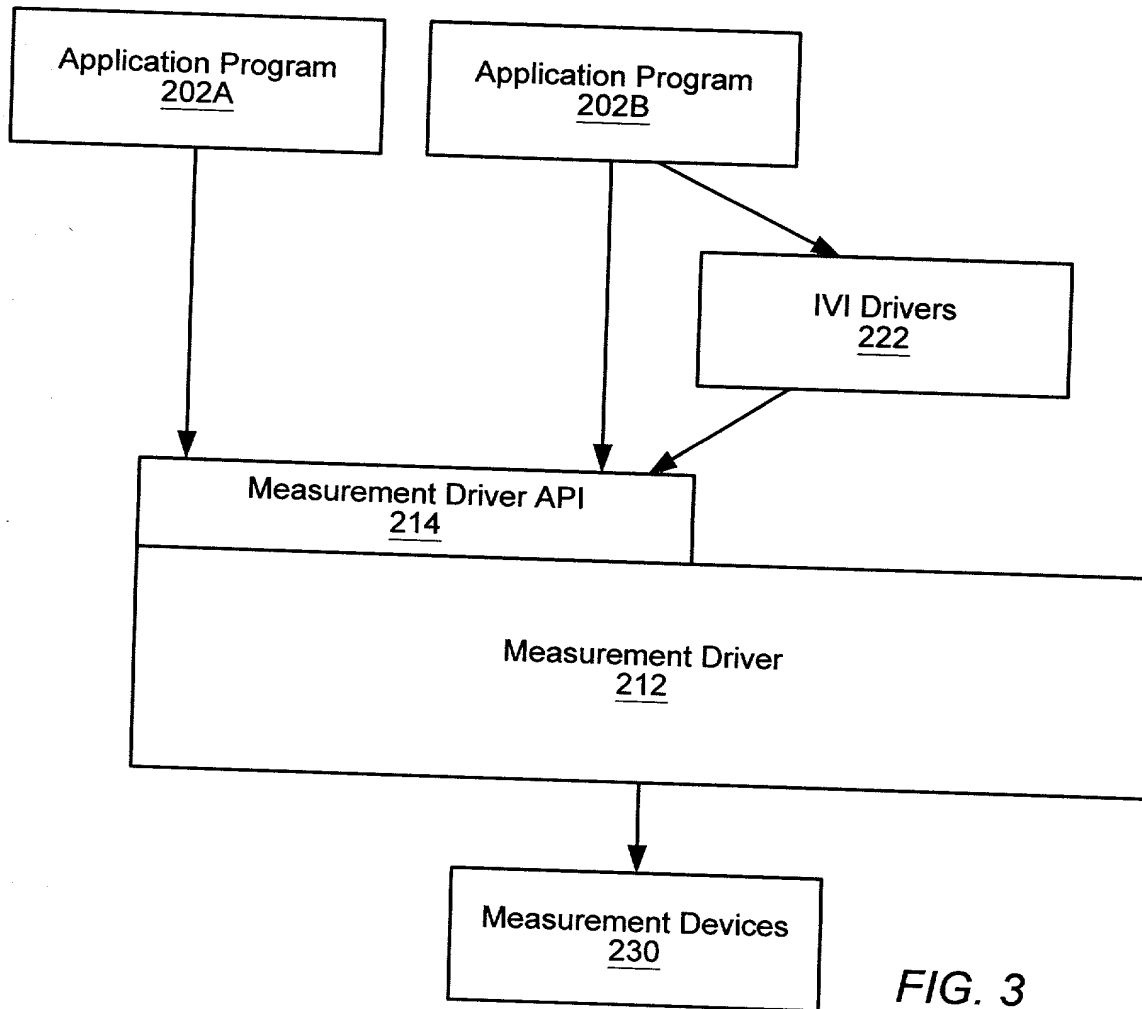 Application Program
202A
Application Program
202B
IVI Drivers
222
Measurement Driver API
214
Measurement Driver
212
Measurement Devices
230
FIG. 3